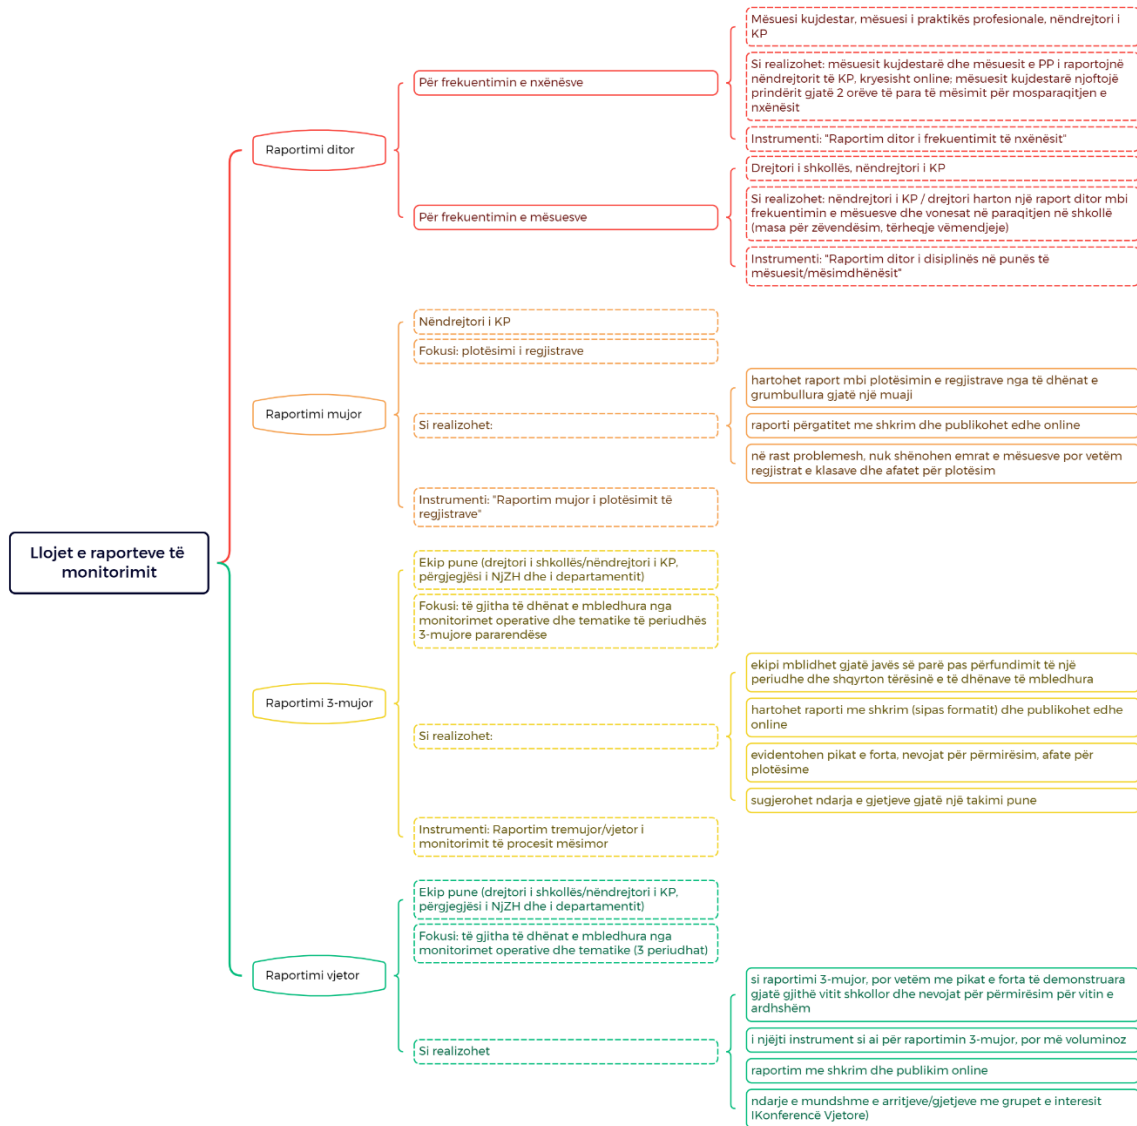 Llojet e raporteve të
monitorimit
Raportimi ditor
Për frekuentimin e nxënësve
Mësuesi kujdestar, mësuesi i praktikës profesionale, nëndrejtori i
KP
Si realizohet: mësuesit kujdestarë dhe mësuesit e PP i raportojnë
nëndrejtorit të KP, kryesisht online; mësuesit kujdestarë njoftojë
prindërit gjatë 2 orëve të para të mësimit për mosparaqitjen e
nxënësit
Instrumenti: "Raportim ditor i frekuentimit të nxënësit"
Për frekuentimin e mësuesve
Drejtori i shkollës, nëndrejtori i KP
Si realizohet: nëndrejtori i KP / drejtori harton një raport ditor mbi
frekuentimin e mësuesve dhe vonesat në paraqitjen në shkollë
(masa për zëvendësim, tërheqje vëmendjeje)
Instrumenti: "Raportim ditor i disiplinës në punës të
mësuesit/mësimdhënësit"
Raportimi mujor
Nëndrejtori i KP
Fokusi: plotësimi i regjistrave
Si realizohet:
hartohet raport mbi plotësimin e regjistrave nga të dhënat e
grumbullura gjatë një muaji
raporti përgatitet me shkrim dhe publikohet edhe online
në rast problemesh, nuk shënohen emrat e mësuesve por vetëm
regjistrat e klasave dhe afatet për plotësim
Instrumenti: "Raportim mujor i plotësimit të
regjistrave"
Raportimi 3-mujor
Ekip pune (drejtori i shkollës/nëndrejtori i KP,
përgjegjësi i NjZH dhe i departamentit)
Fokusi: të gjitha të dhënat e mbledhura nga
monitorimet operative dhe tematike të periudhës
3-mujore pararendëse
Si realizohet:
ekipi mblidhet gjatë javës së parë pas përfundimit të një
periudhe dhe shqyrton tërësinë e të dhënave të mbledhura
hartohet raporti me shkrim (sipas formatit) dhe publikohet edhe
online
evidentohen pikat e forta, nevojat për përmirësim, afate për
plotësime
sugjerohet ndarja e gjetjeve gjatë një takimi pune
Instrumenti: Raportim tremujor/vjetor i
monitorimit të procesit mësimor
Raportimi vjetor
Ekip pune (drejtori i shkollës/nëndrejtori i KP,
përgjegjësi i NjZH dhe i departamentit)
Fokusi: të gjitha të dhënat e mbledhura nga
monitorimet operative dhe tematike (3 periudhat)
Si realizohet
si raportimi 3-mujor, por vetëm me pikat e forta të demonstruara
gjatë gjithë vitit shkollor dhe nevojat për përmirësim për vitin e
ardhshëm
i njëjti instrument si ai për raportimin 3-mujor, por më voluminoz
raportim me shkrim dhe publikim online
ndarje e mundshme e arritjeve/gjetjeve me grupet e interesit
IKonferencë Vjetore)